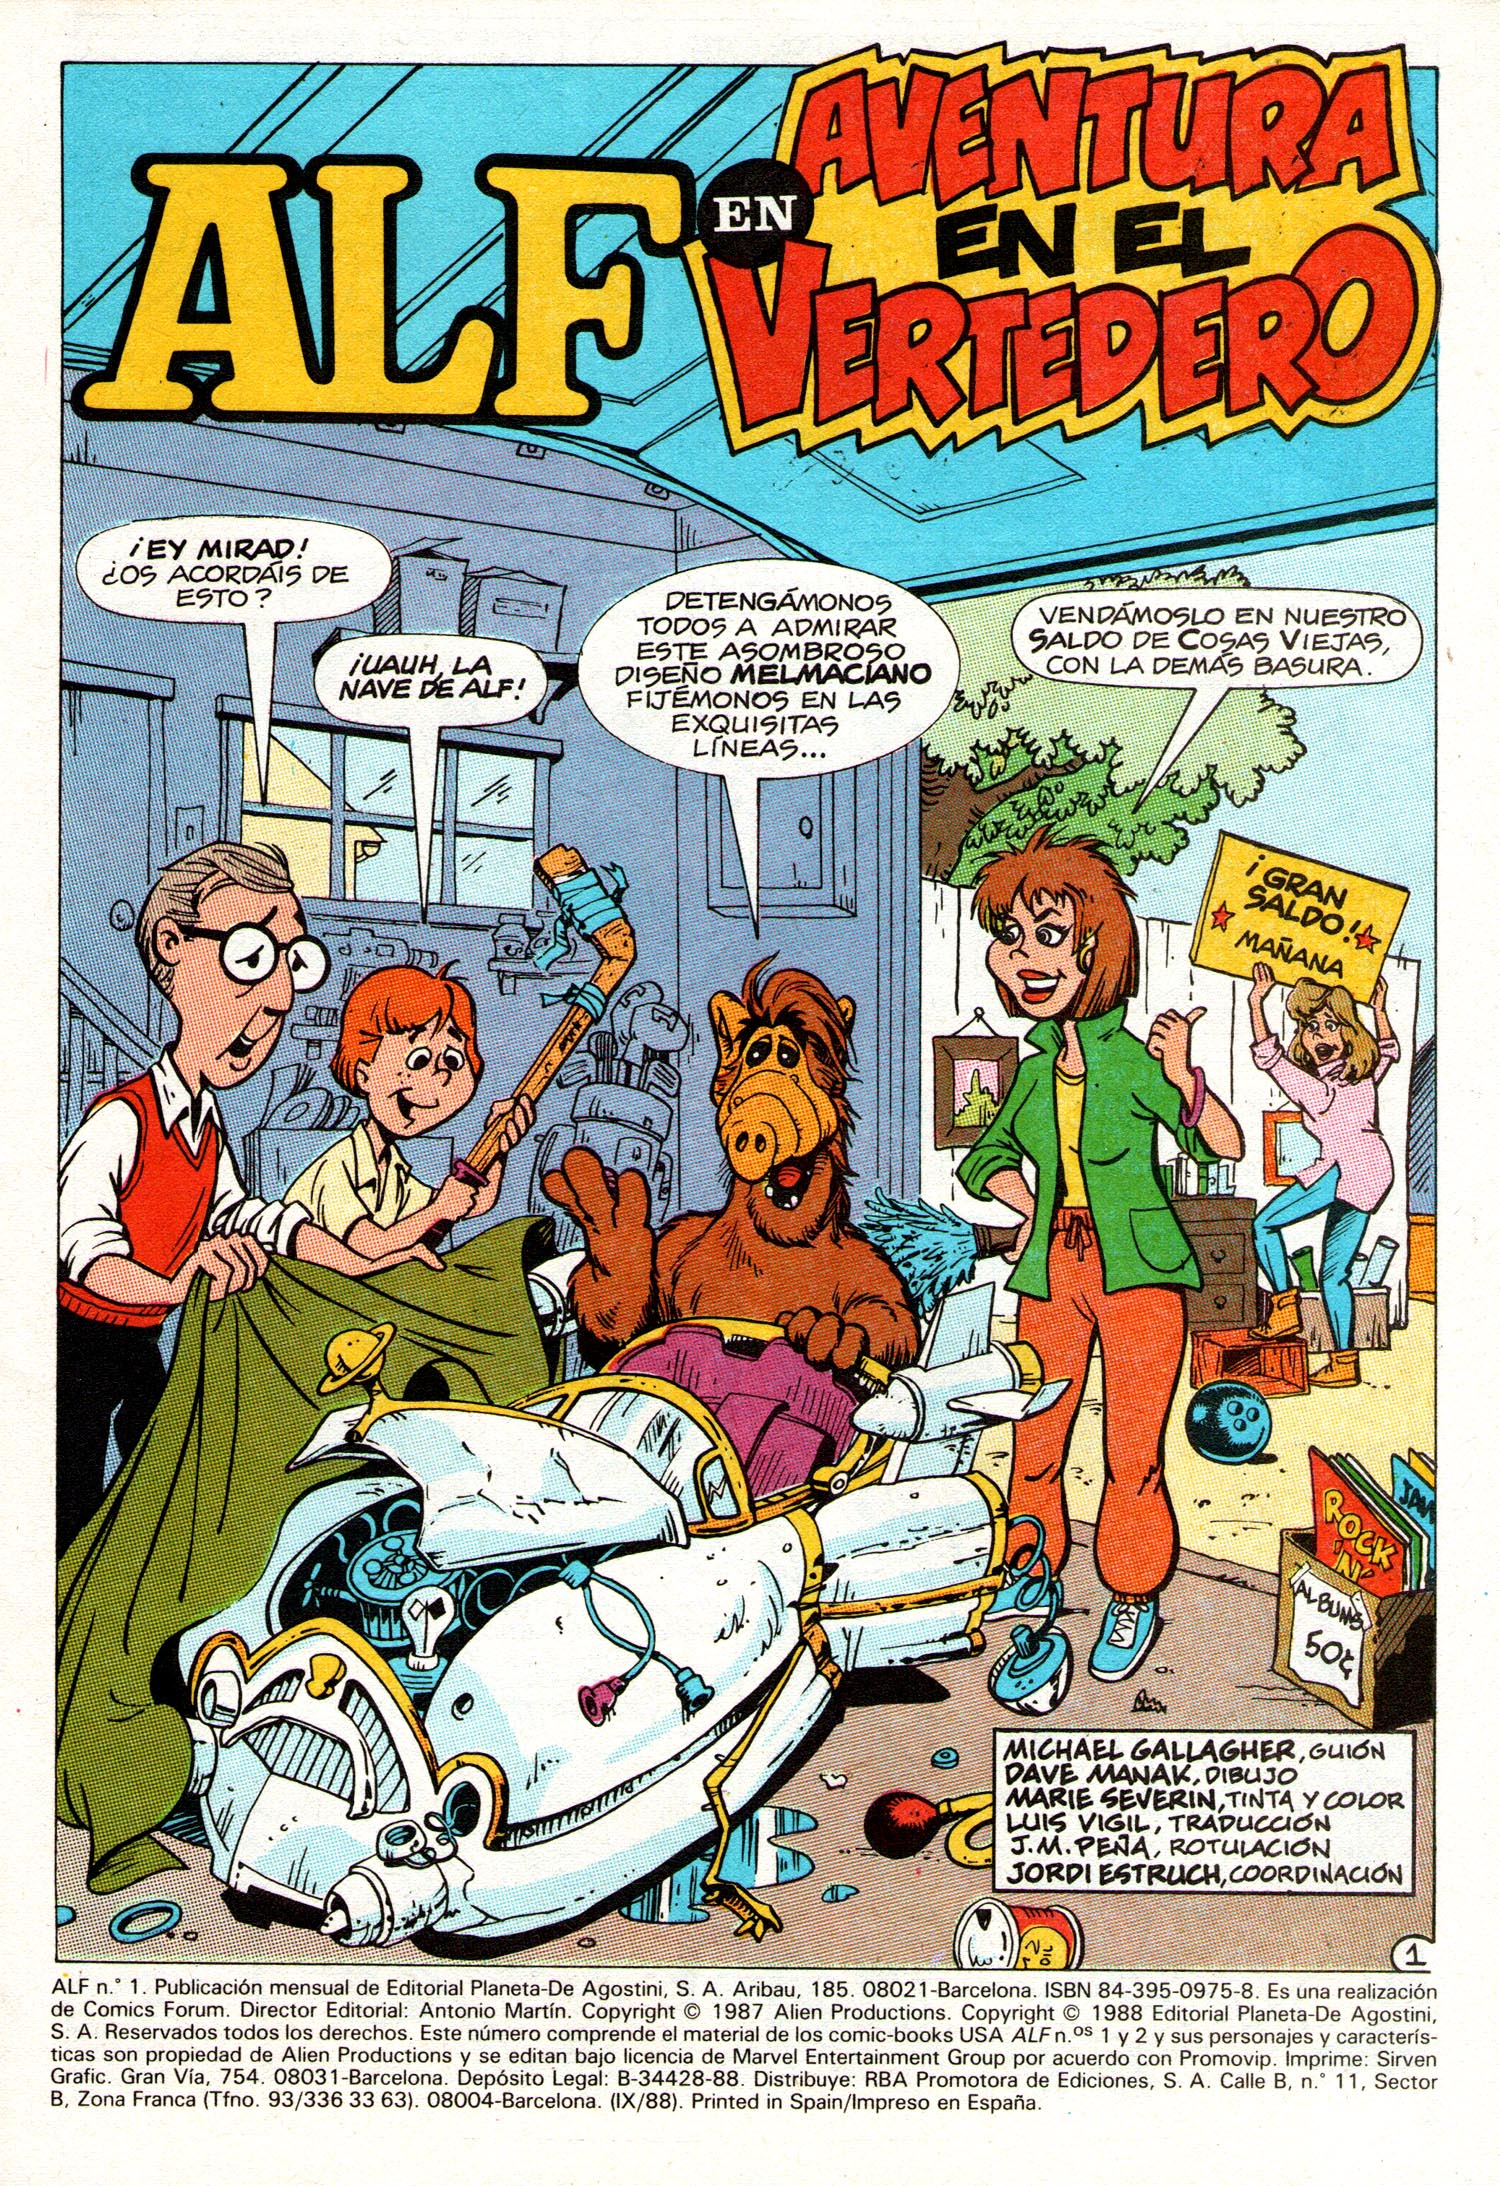 ALF
EN
AVENTURA
EN EL
VERTEDERO
¡EY MIRAD!
¿OS ACORDÁIS DE
ESTO?
¡UAUH, LA
NAVE DE ALF!
DETENGÁMONOS
TODOS A ADMIRAR
ESTE ASOMBROSO
DISEÑO MELMACIANO
FIJÉMONOS EN LAS
EXQUISITAS
LÍNEAS...
VENDÁMOSLO EN NUESTRO
SALDO DE COSAS VIEJAS,
CON LA DEMÁS BASURA.
¡GRAN
SALDO!
MAÑANA
ROCK
'N'
ALBUMS
50¢
OIL
MICHAEL GALLAGHER, GUIÓN
DAVE MANAK, DIBUJO
MARIE SEVERIN, TINTA Y COLOR
LUIS VIGIL, TRADUCCIÓN
J.M. PEÑA, ROTULACIÓN
JORDI ESTRUCH, COORDINACIÓN
1
ALF n.° 1. Publicación mensual de Editorial Planeta-De Agostini, S. A. Aribau, 185. 08021-Barcelona. ISBN 84-395-0975-8. Es una realización
de Comics Forum. Director Editorial: Antonio Martín. Copyright © 1987 Alien Productions. Copyright © 1988 Editorial Planeta-De Agostini,
S. A. Reservados todos los derechos. Este número comprende el material de los comic-books USA ALF n.os 1 y 2 y sus personajes y caracterís-
ticas son propiedad de Alien Productions y se editan bajo licencia de Marvel Entertainment Group por acuerdo con Promovip. Imprime: Sirven
Grafic. Gran Vía, 754. 08031-Barcelona. Depósito Legal: B-34428-88. Distribuye: RBA Promotora de Ediciones, S. A. Calle B, n.° 11, Sector
B, Zona Franca (Tfno. 93/336 33 63). 08004-Barcelona. (IX/88). Printed in Spain/Impreso en España.